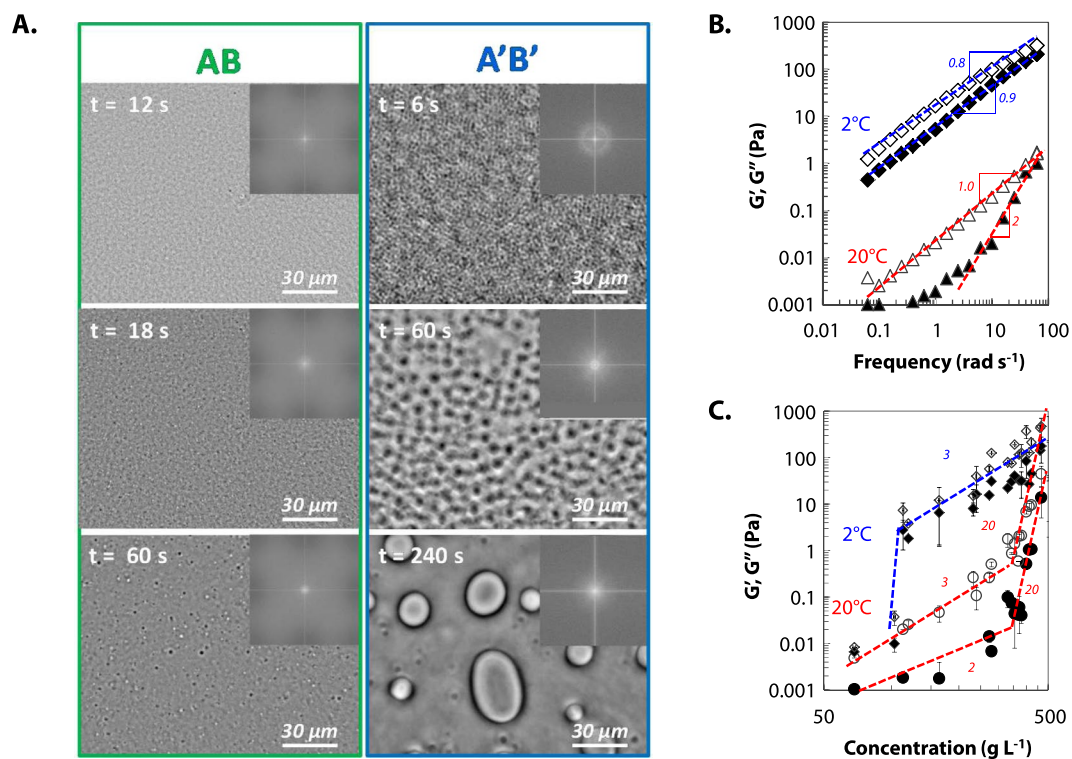 A.
AB
A’B’
t = 12 s
30 µm
t = 6 s
30 µm
t = 18 s
30 µm
t = 60 s
30 µm
t = 60 s
30 µm
t = 240 s
30 µm
B.
G’, G” (Pa)
1000
100
10
1
0.1
0.01
0.001
0.8
0.9
2°C
1.0
2
20°C
0.01 0.1 1 10 100
Frequency (rad s⁻¹)
C.
G’, G” (Pa)
1000
100
10
1
0.1
0.01
0.001
3
2°C
20
3
20°C
20
2
50 500
Concentration (g L⁻¹)